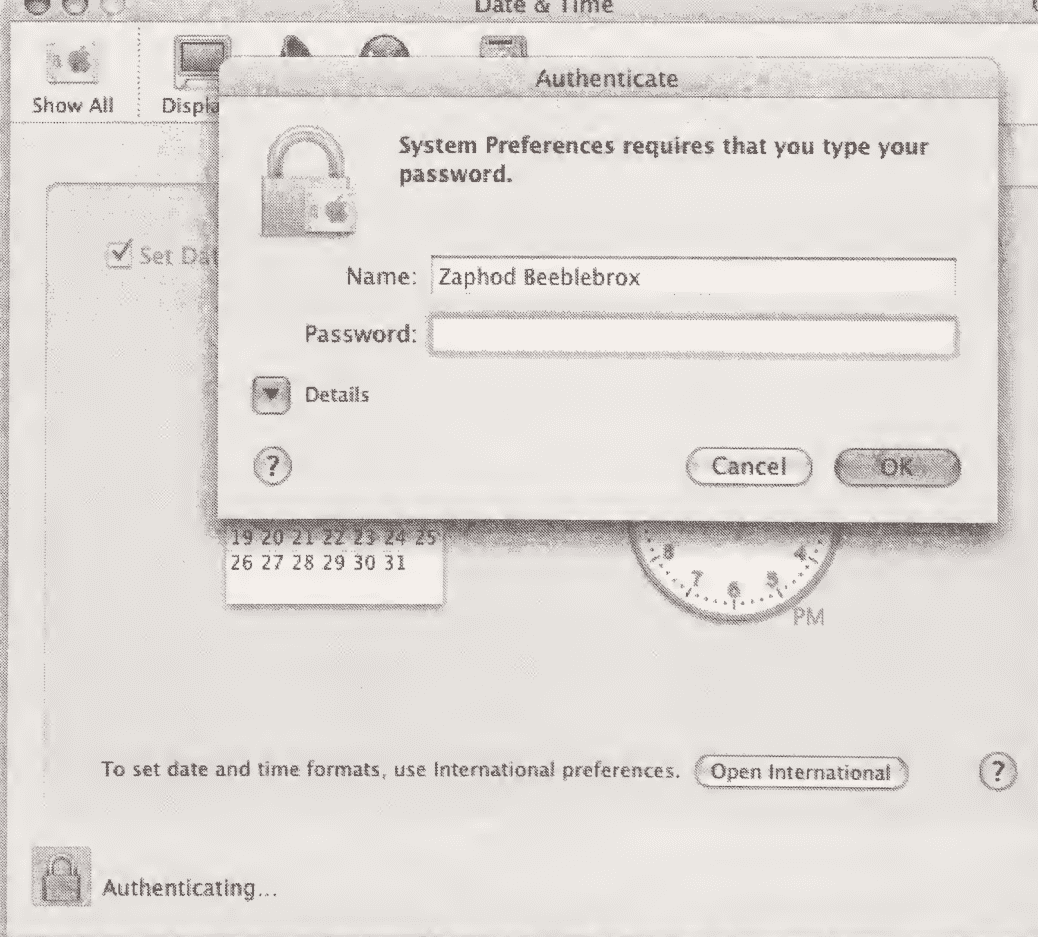 Date & Time
Show All
Authenticate
System Preferences requires that you type your
password.
Set Dat
Name: Zaphod Beeblebrox
Password:
Details
?
Cancel OK
19 20 21 22 23 24 25
26 27 28 29 30 31
8 7 6 5 4
PM
To set date and time formats, use International preferences. Open International ?
Authenticating...